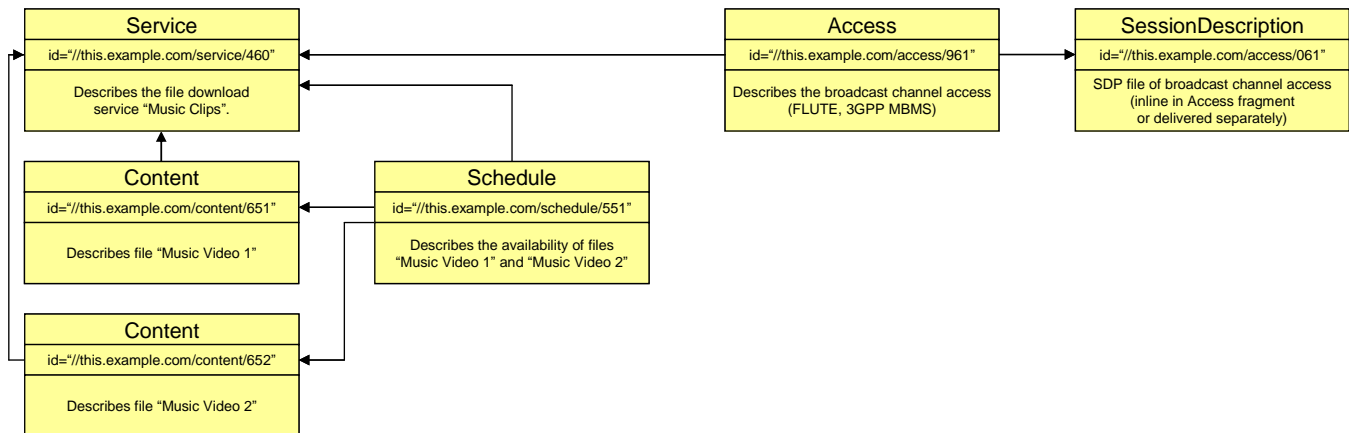 Service
id=“//this.example.com/service/460”
Describes the file download
service “Music Clips”.
Access
id=“//this.example.com/access/961”
Describes the broadcast channel access
(FLUTE, 3GPP MBMS)
SessionDescription
id=“//this.example.com/access/061”
SDP file of broadcast channel access
(inline in Access fragment
or delivered separately)
Content
id=“//this.example.com/content/651”
Describes file “Music Video 1”
Schedule
id=“//this.example.com/schedule/551”
Describes the availability of files
“Music Video 1” and “Music Video 2”
Content
id=“//this.example.com/content/652”
Describes file “Music Video 2”